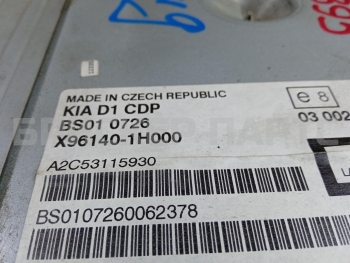 MADE IN CZECH REPUBLIC
KIA D1 CDP
BS01 0726
X96140-1H000
e 8
03 002
A2C53115930
BS0107260062378